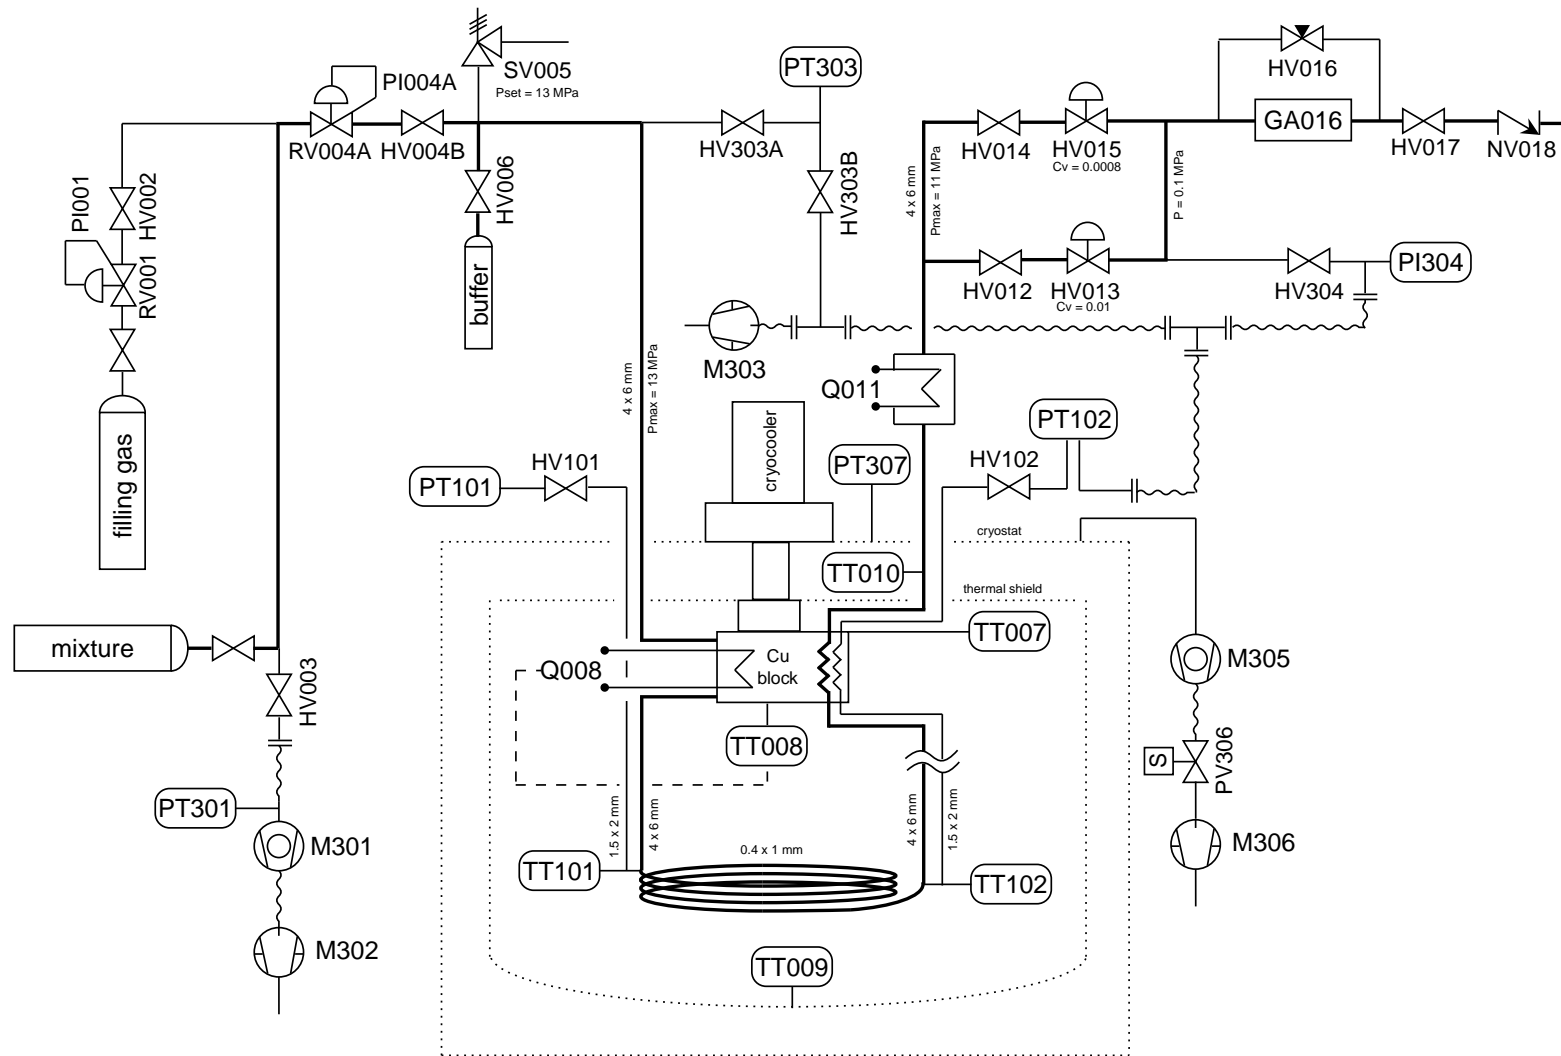 PI004A
SV005
Pset = 13 MPa
PT303
HV016
GA016
RV004A
HV004B
HV303A
HV014
HV015
Cv = 0.0008
HV017
NV018
PI001
HV002
RV001
HV006
buffer
HV303B
4 x 6 mm
Pmax = 11 MPa
P = 0.1 MPa
HV012
HV013
Cv = 0.01
HV304
PI304
M303
4 x 6 mm
Pmax = 13 MPa
Q011
filling gas
cryocooler
PT101
HV101
PT307
HV102
PT102
cryostat
TT010
thermal shield
mixture
HV003
Q008
Cu
block
TT007
TT008
M305
S
PV306
PT301
M301
1.5 x 2 mm
4 x 6 mm
0.4 x 1 mm
4 x 6 mm
1.5 x 2 mm
M306
TT101
TT102
M302
TT009